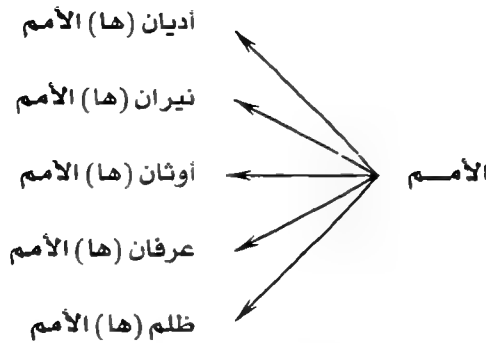 أديان (ها) الأمم
نيران (ها) الأمم
الأمـــم
أوثان (ها) الأمم
عرفان (ها) الأمم
ظلم (ها) الأمم